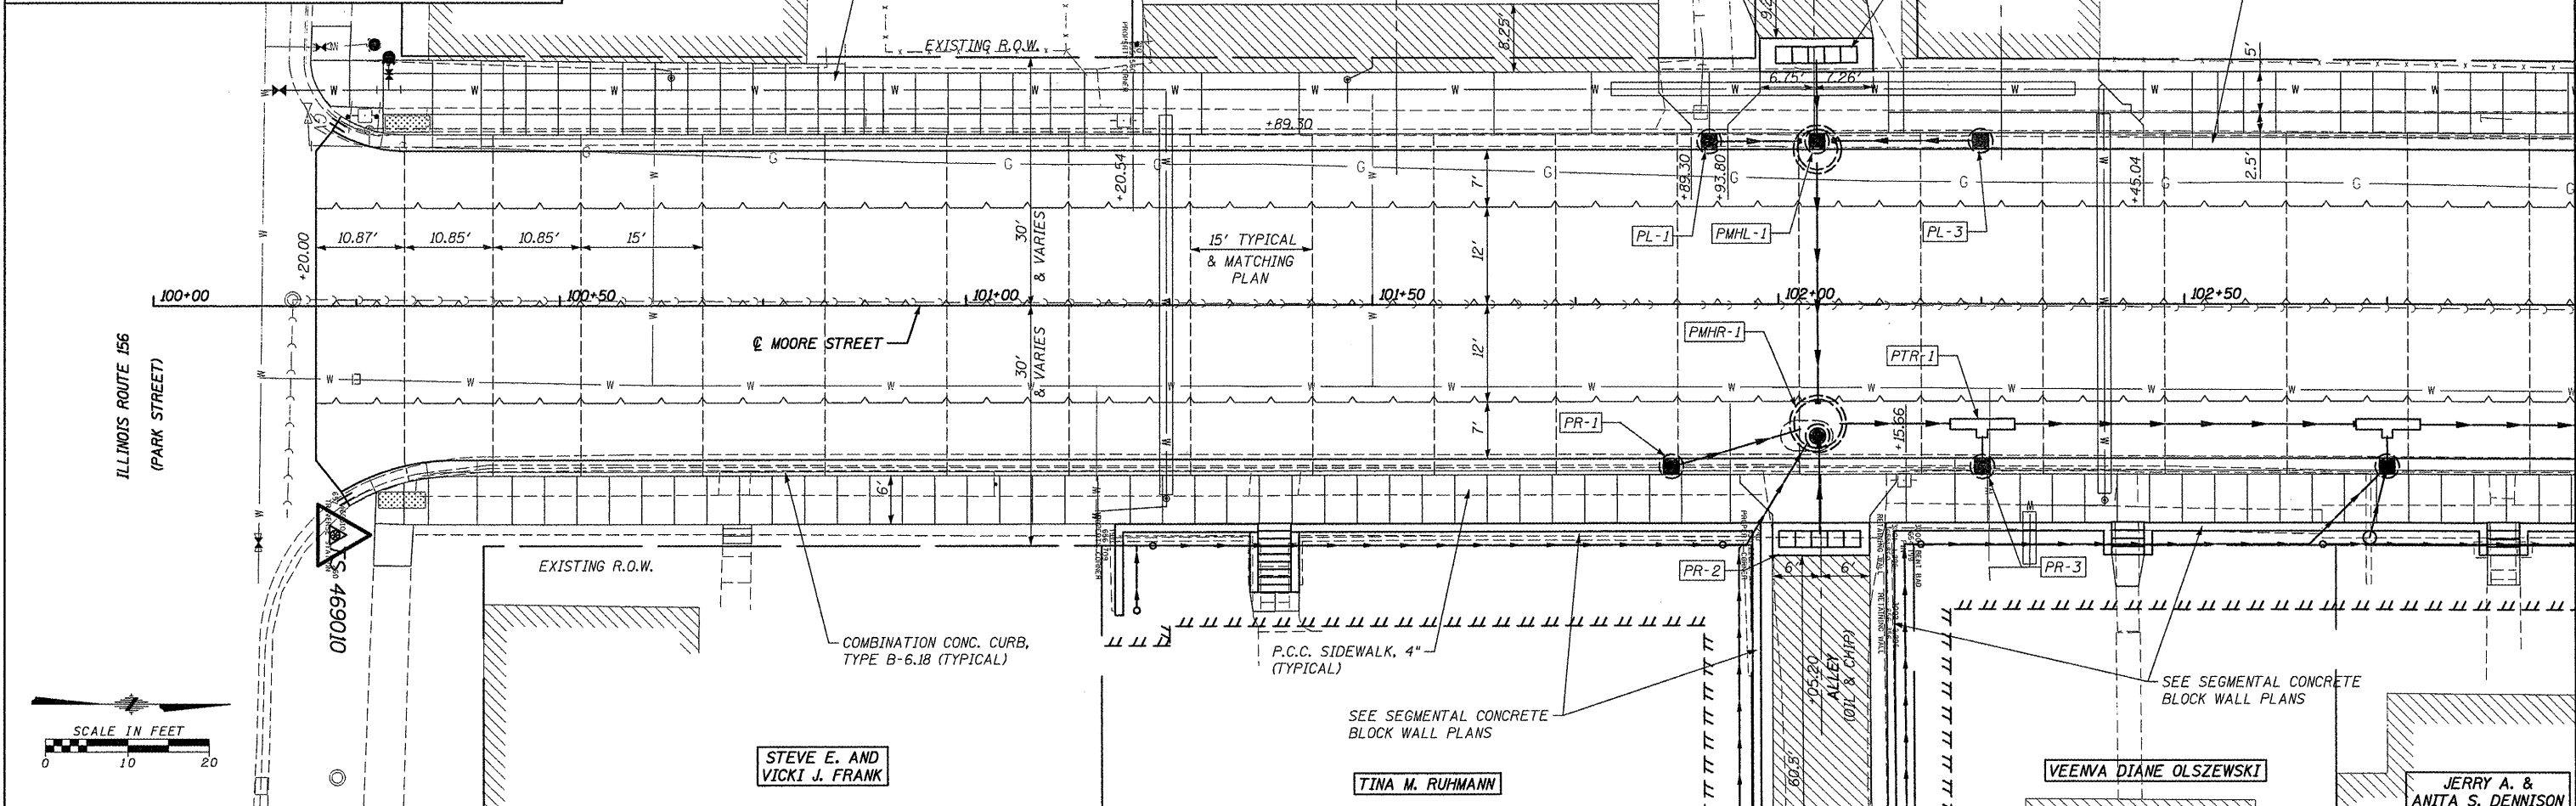 EXISTING R.O.W.
8.25'
6.75'
7.26'
5'
2.5'
+89.30
+20.54
+89.30
+93.80
+45.04
GV
7'
12'
12'
7'
PL-1
PMHL-1
PL-3
+20.00
10.87'
10.85'
10.85'
15'
30'
& VARIES
15' TYPICAL
& MATCHING
PLAN
100+00
100+50
101+00
101+50
102+00
102+50
ILLINOIS ROUTE 156
(PARK STREET)
℄ MOORE STREET
30'
& VARIES
PMHR-1
PTR-1
PR-1
+15.66
6'
EXISTING R.O.W.
PR-2
6'
6'
PR-3
469010
COMBINATION CONC. CURB,
TYPE B-6.18 (TYPICAL)
P.C.C. SIDEWALK, 4"
(TYPICAL)
+05.20
ALLEY
(OIL & CHIP)
60.5'
SEE SEGMENTAL CONCRETE
BLOCK WALL PLANS
SEE SEGMENTAL CONCRETE
BLOCK WALL PLANS
SCALE IN FEET
0 10 20
STEVE E. AND
VICKI J. FRANK
TINA M. RUHMANN
VEENVA DIANE OLSZEWSKI
JERRY A. &
ANITA S. DENNISON